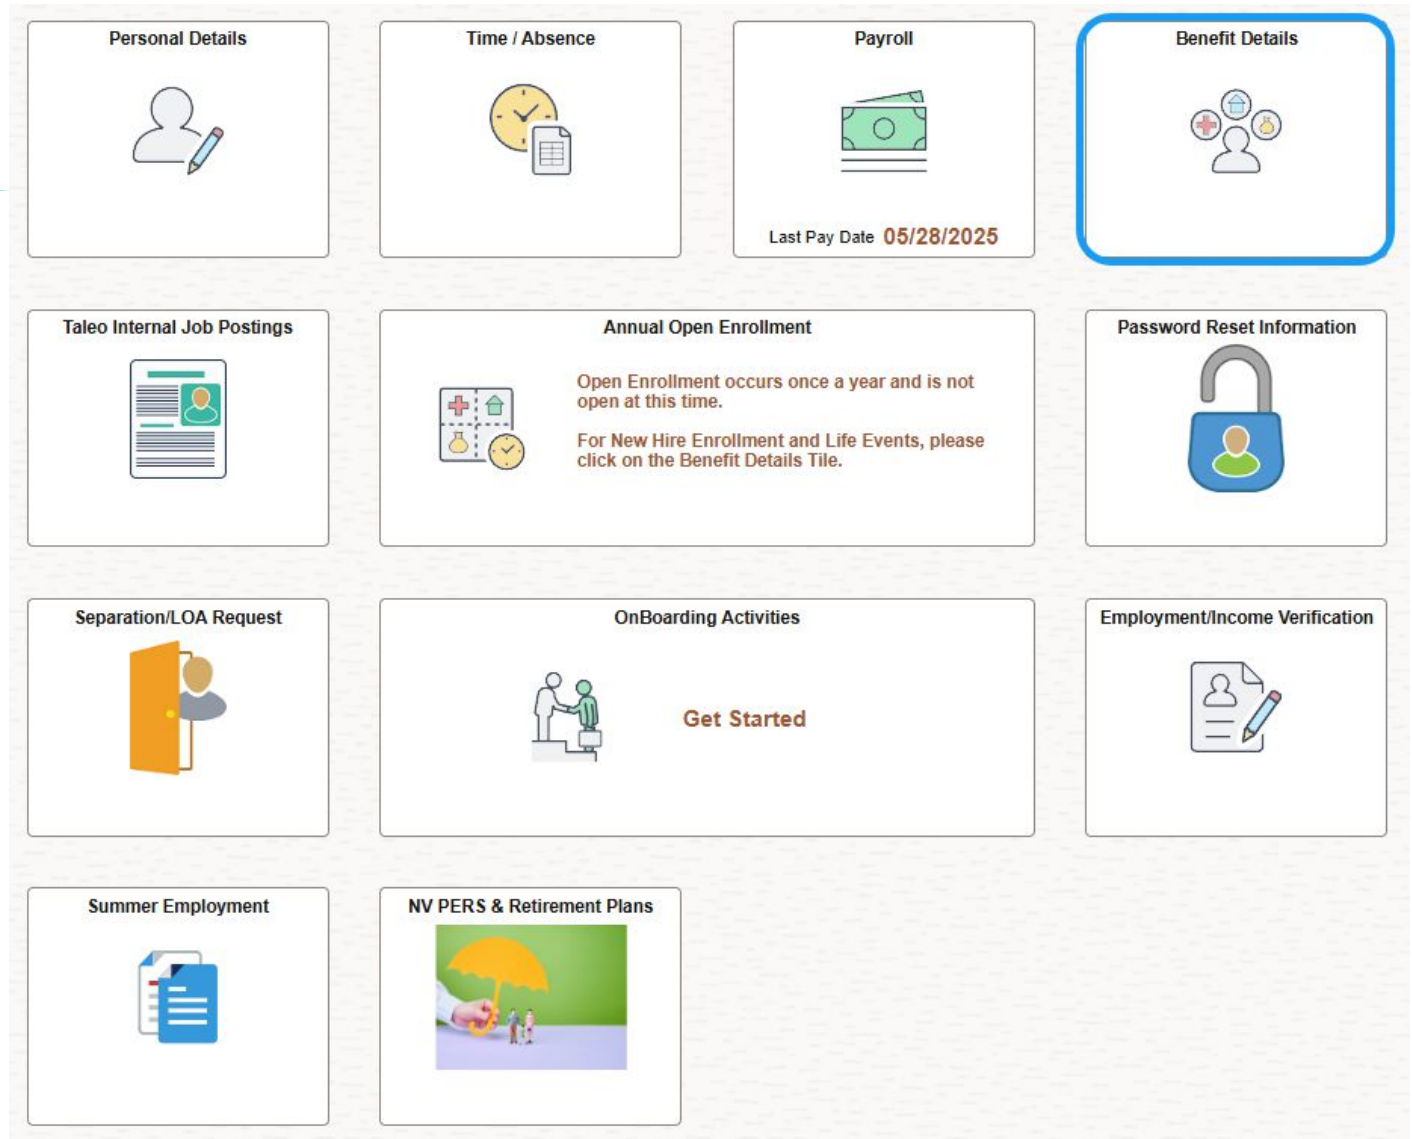 Personal Details
Time / Absence
Payroll
Last Pay Date 05/28/2025
Benefit Details
Taleo Internal Job Postings
Annual Open Enrollment
Open Enrollment occurs once a year and is not
open at this time.
For New Hire Enrollment and Life Events, please
click on the Benefit Details Tile.
Password Reset Information
Separation/LOA Request
OnBoarding Activities
Get Started
Employment/Income Verification
Summer Employment
NV PERS & Retirement Plans